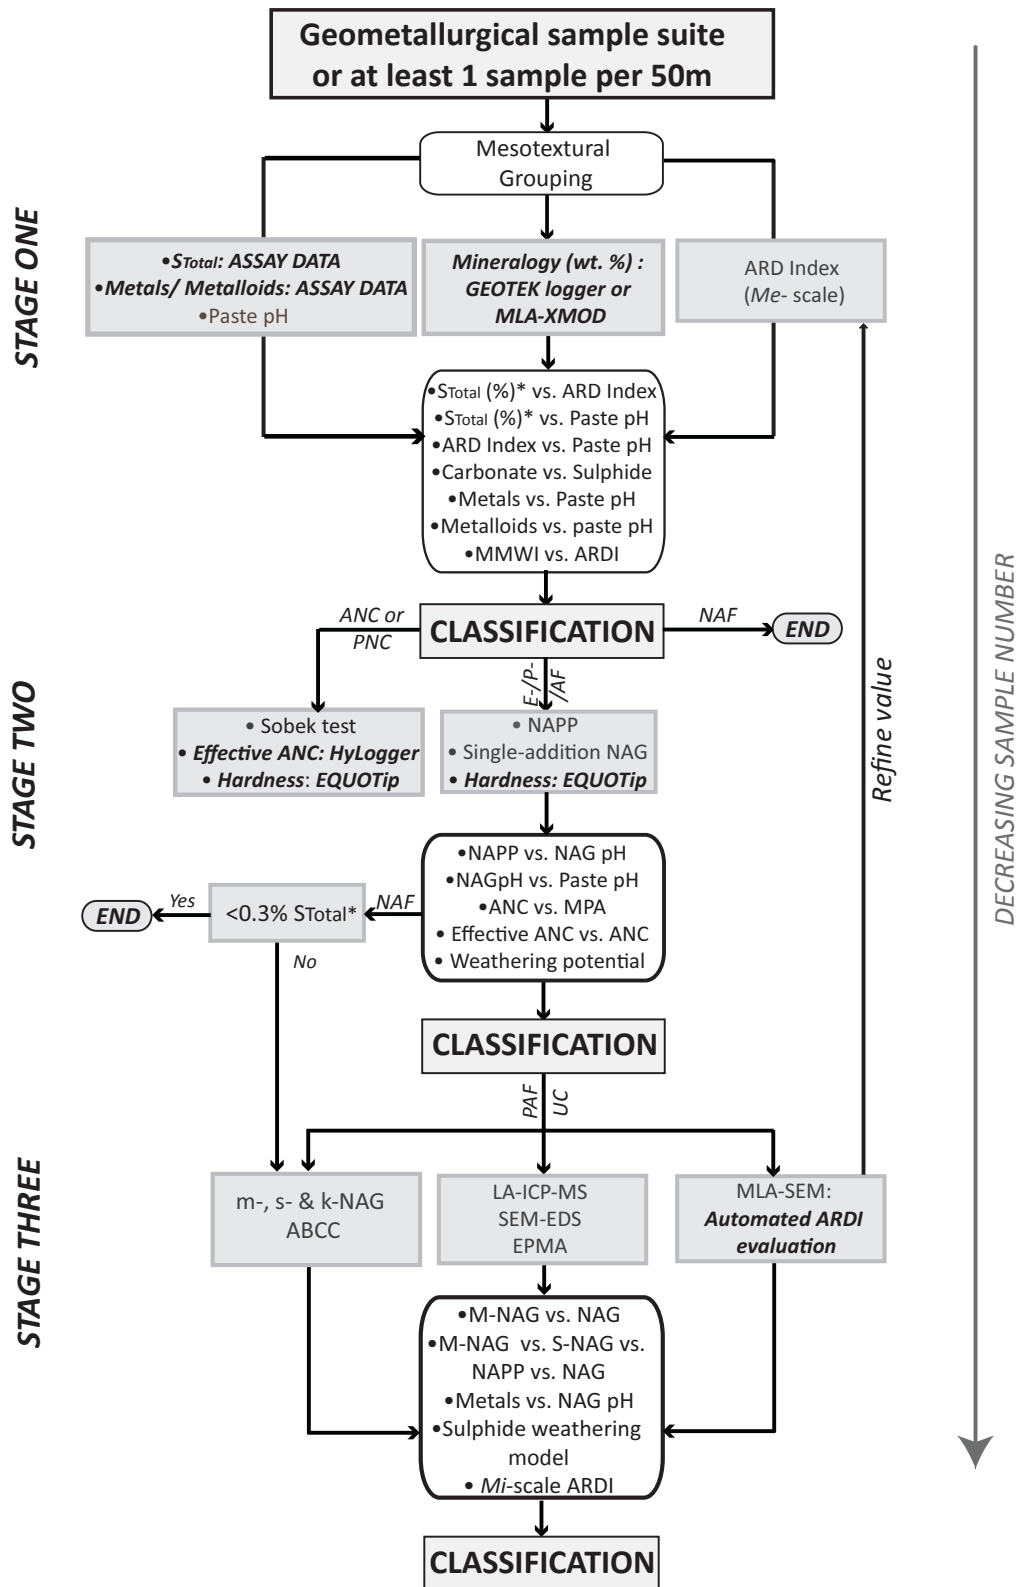 Geometallurgical sample suite
or at least 1 sample per 50m
Mesotextural
Grouping
STAGE ONE
•STotal: ASSAY DATA
•Metals/ Metalloids: ASSAY DATA
•Paste pH
Mineralogy (wt. %) :
GEOTEK logger or
MLA-XMOD
ARD Index
(Me- scale)
•STotal (%)* vs. ARD Index
•STotal (%)* vs. Paste pH
•ARD Index vs. Paste pH
•Carbonate vs. Sulphide
•Metals vs. Paste pH
•Metalloids vs. paste pH
•MMWI vs. ARDI
ANC or
PNC
CLASSIFICATION
NAF
END
E-/P-
/AF
STAGE TWO
• Sobek test
• Effective ANC: HyLogger
• Hardness: EQUOTip
• NAPP
• Single-addition NAG
• Hardness: EQUOTip
Refine value
DECREASING SAMPLE NUMBER
•NAPP vs. NAG pH
•NAGpH vs. Paste pH
•ANC vs. MPA
• Effective ANC vs. ANC
• Weathering potential
NAF
<0.3% STotal*
Yes
END
No
CLASSIFICATION
PAF
UC
STAGE THREE
m-, s- & k-NAG
ABCC
LA-ICP-MS
SEM-EDS
EPMA
MLA-SEM:
Automated ARDI
evaluation
•M-NAG vs. NAG
•M-NAG vs. S-NAG vs.
NAPP vs. NAG
•Metals vs. NAG pH
•Sulphide weathering
model
• Mi-scale ARDI
CLASSIFICATION